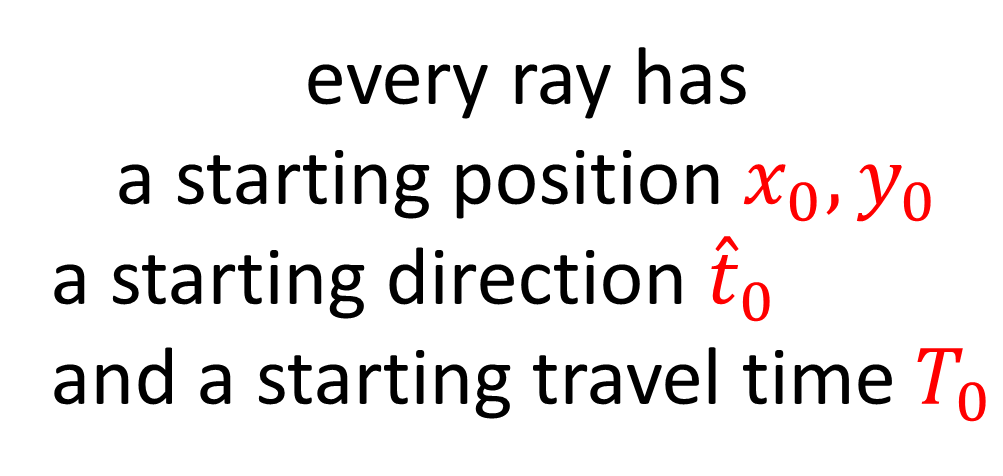 every ray has
a starting position x₀, y₀
a starting direction t̂₀
and a starting travel time T₀